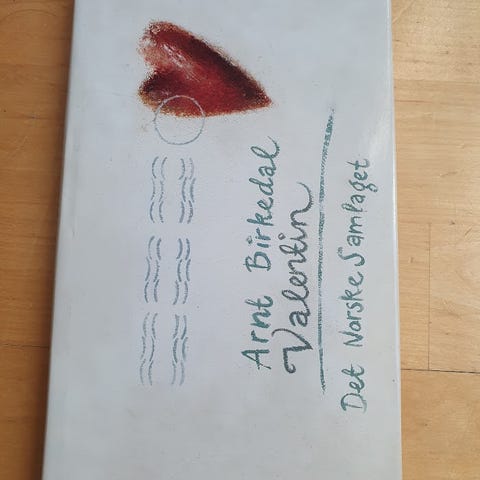 Arnt Birkedal
Valentin
Det Norske Samlaget